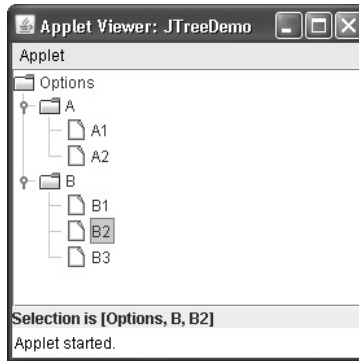 Applet Viewer: JTreeDemo
Applet
Options
A
A1
A2
B
B1
B2
B3
Selection is [Options, B, B2]
Applet started.